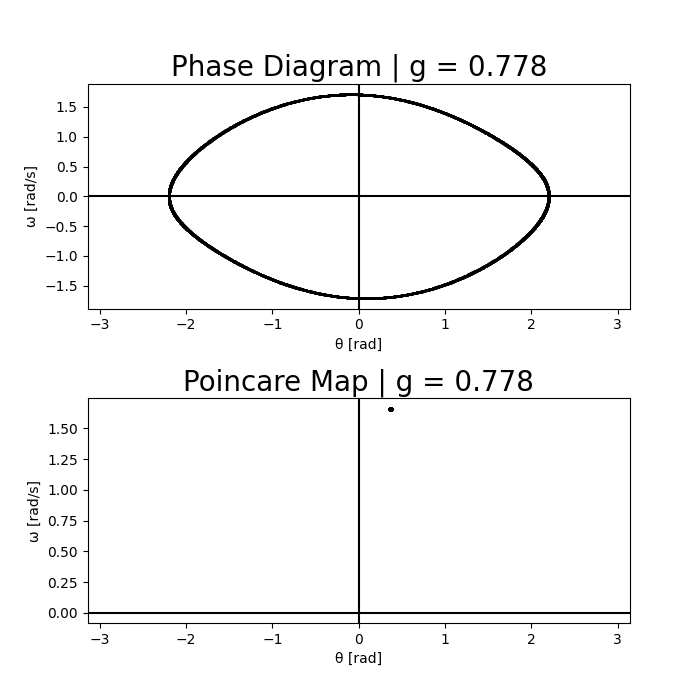 Phase Diagram | g = 0.778
1.5
1.0
0.5
0.0
−0.5
−1.0
−1.5
ω [rad/s]
−3 −2 −1 0 1 2 3
θ [rad]
Poincare Map | g = 0.778
1.50
1.25
1.00
0.75
0.50
0.25
0.00
ω [rad/s]
−3 −2 −1 0 1 2 3
θ [rad]